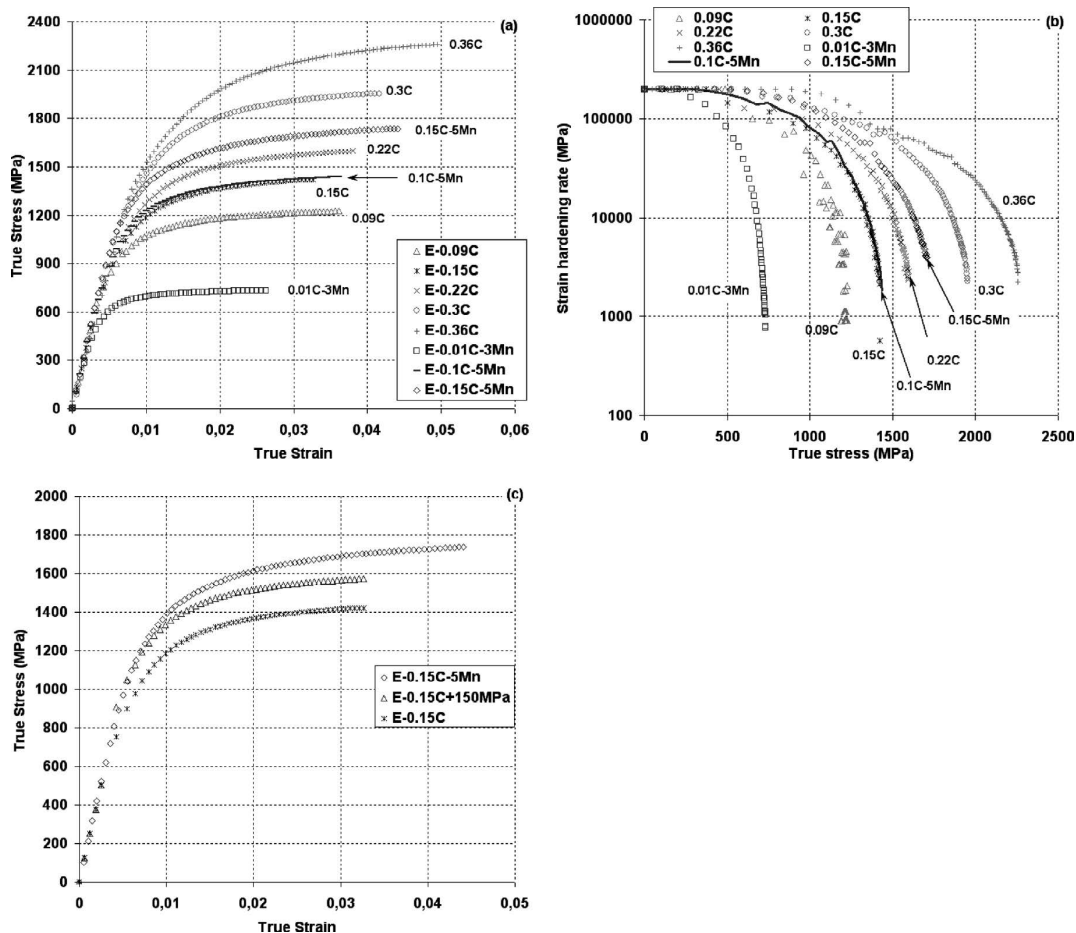 (a)
2400
2100
1800
1500
1200
900
600
300
0
True Stress (MPa)
0.36C
0.3C
0.15C-5Mn
0.22C
0.1C-5Mn
0.15C
0.09C
0.01C-3Mn
E-0.09C
E-0.15C
E-0.22C
E-0.3C
E-0.36C
E-0.01C-3Mn
E-0.1C-5Mn
E-0.15C-5Mn
0 0,01 0,02 0,03 0,04 0,05 0,06
True Strain
(b)
0.09C 0.15C
0.22C 0.3C
0.36C 0.01C-3Mn
0.1C-5Mn 0.15C-5Mn
1000000
100000
10000
1000
100
Strain hardening rate (MPa)
0.36C
0.01C-3Mn
0.3C
0.09C
0.15C-5Mn
0.15C
0.22C
0.1C-5Mn
0 500 1000 1500 2000 2500
True stress (MPa)
(c)
2000
1800
1600
1400
1200
1000
800
600
400
200
0
True Stress (MPa)
E-0.15C-5Mn
E-0.15C+150MPa
E-0.15C
0 0,01 0,02 0,03 0,04 0,05
True Strain